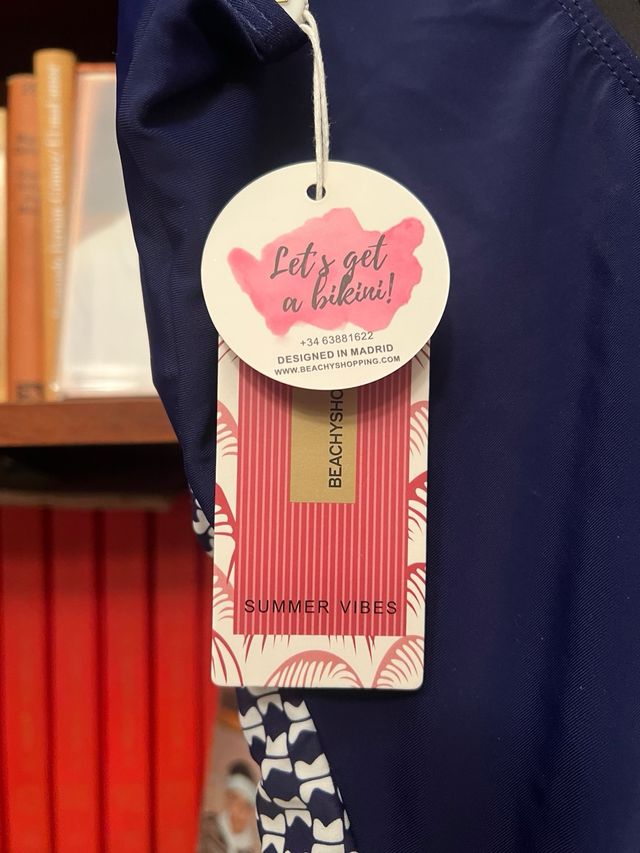 Let's get
a bikini!
+34 63881622
DESIGNED IN MADRID
WWW.BEACHYSHOPPING.COM
BEACHYSHO
SUMMER VIBES